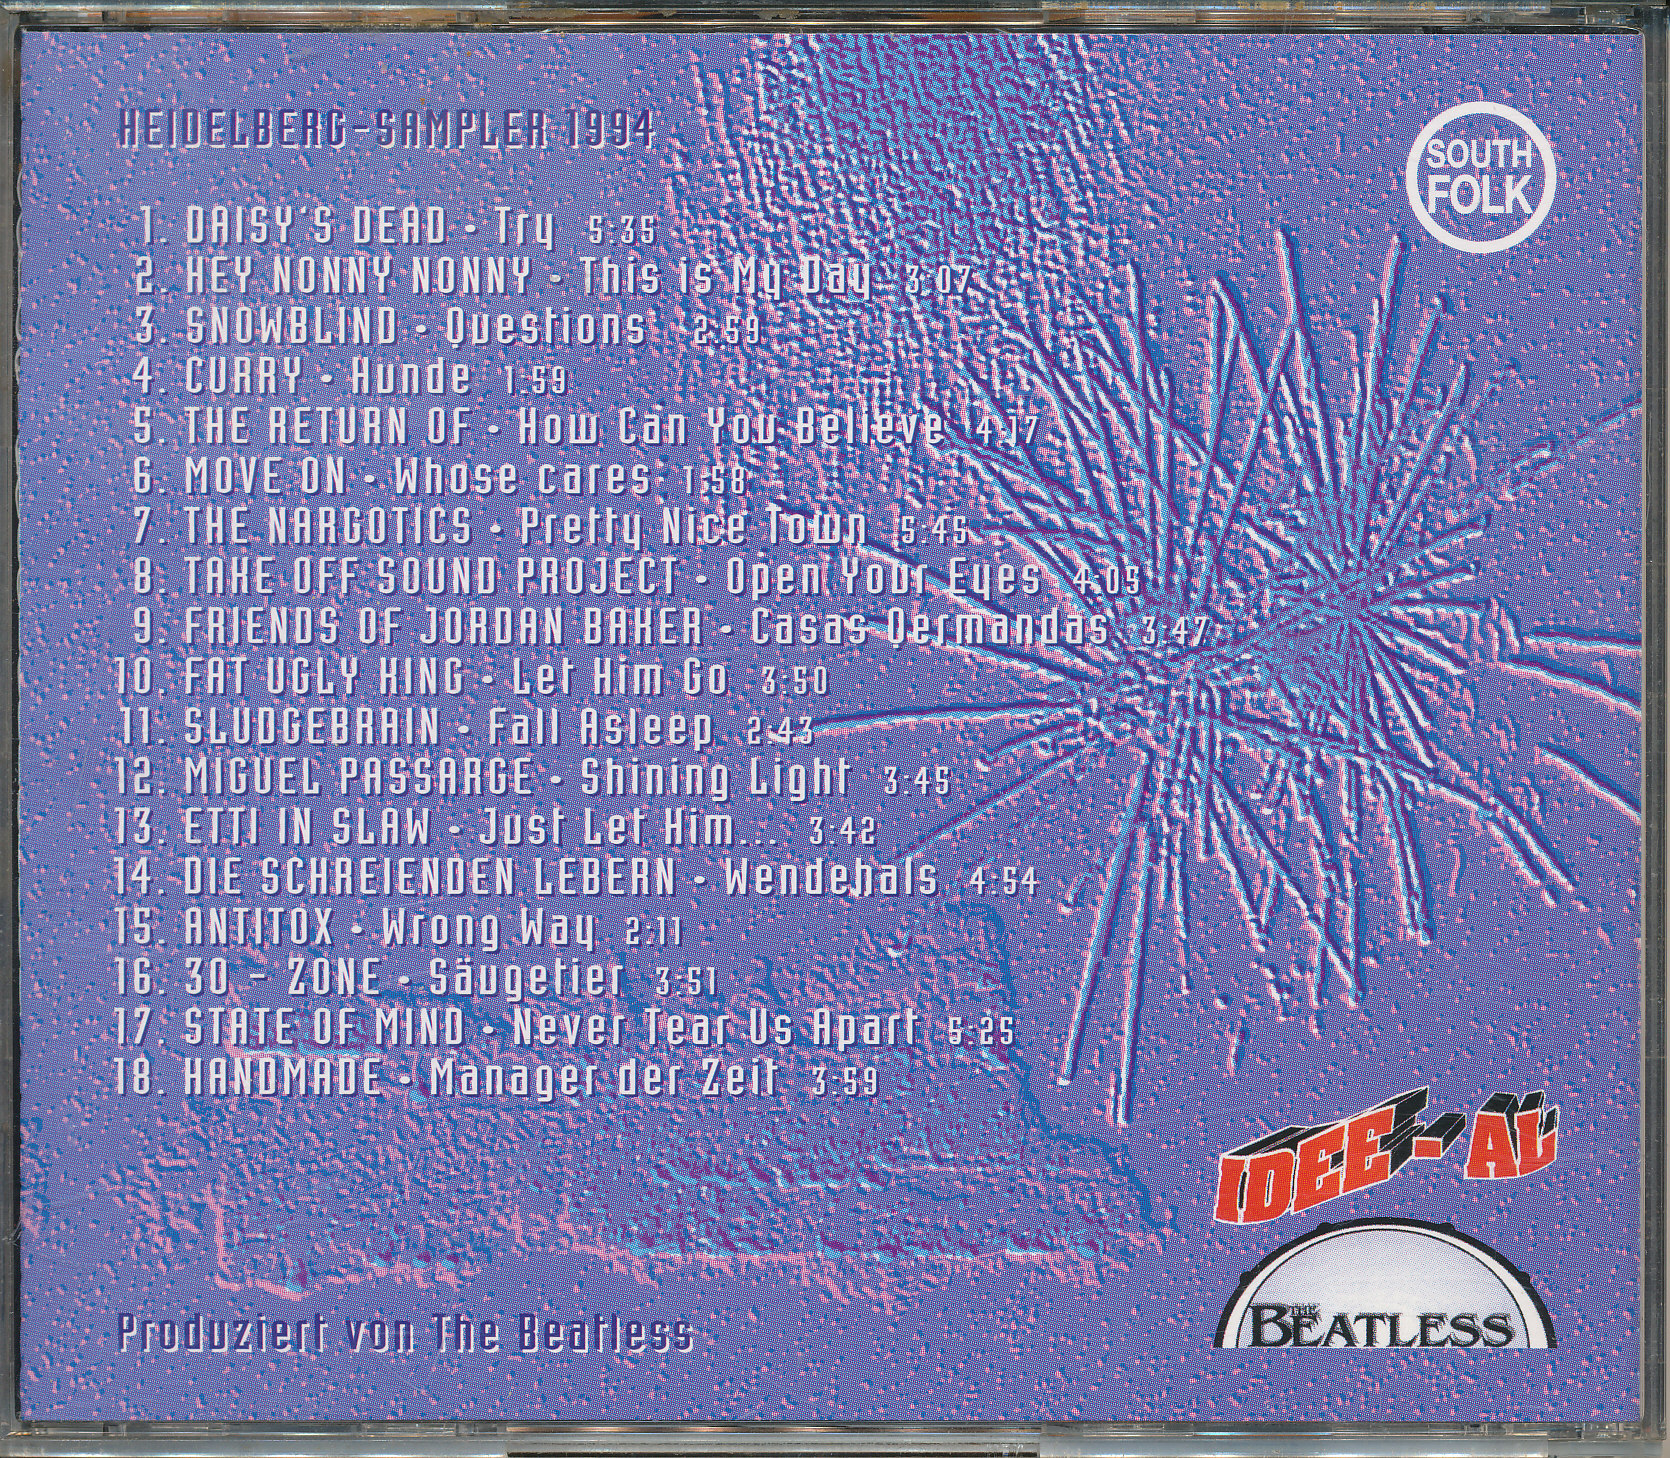 HEIDELBERG-SAMPLER 1994
SOUTH
FOLK
1. DAISY'S DEAD • Try 5:35
2. HEY NONNY NONNY • This is My Day 3:07
3. SNOWBLIND • Questions 2:59
4. CURRY • Hunde 1:59
5. THE RETURN OF • How Can You Believe 4:17
6. MOVE ON • Whose cares 1:58
7. THE NARGOTICS • Pretty Nice Town 5:45
8. TAKE OFF SOUND PROJECT • Open Your Eyes 4:05
9. FRIENDS OF JORDAN BAKER • Casas Qermandas 3:47
10. FAT UGLY KING • Let Him Go 3:50
11. SLUDGEBRAIN • Fall Asleep 2:43
12. MIGUEL PASSARGE • Shining Light 3:45
13. ETTI IN SLAW • Just Let Him... 3:42
14. DIE SCHREIENDEN LEBERN • Wendehals 4:54
15. ANTITOX • Wrong Way 2:11
16. 30 - ZONE • Säugetier 3:51
17. STATE OF MIND • Never Tear Us Apart 5:25
18. HANDMADE • Manager der Zeit 3:59
IDEE-AL
THE BEATLESS
Produziert von The Beatless